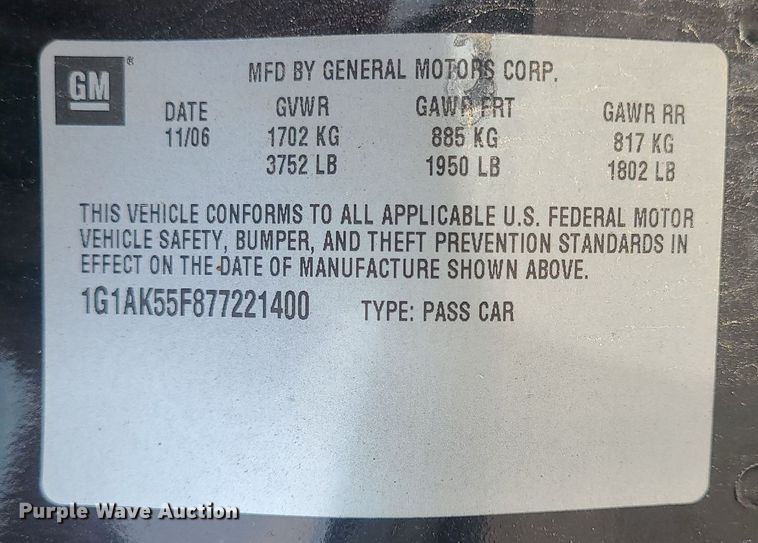 GM®
MFD BY GENERAL MOTORS CORP.
DATE GVWR GAWR FRT GAWR RR
11/06 1702 KG 885 KG 817 KG
3752 LB 1950 LB 1802 LB
THIS VEHICLE CONFORMS TO ALL APPLICABLE U.S. FEDERAL MOTOR
VEHICLE SAFETY, BUMPER, AND THEFT PREVENTION STANDARDS IN
EFFECT ON THE DATE OF MANUFACTURE SHOWN ABOVE.
1G1AK55F877221400 TYPE: PASS CAR
Purple Wave Auction